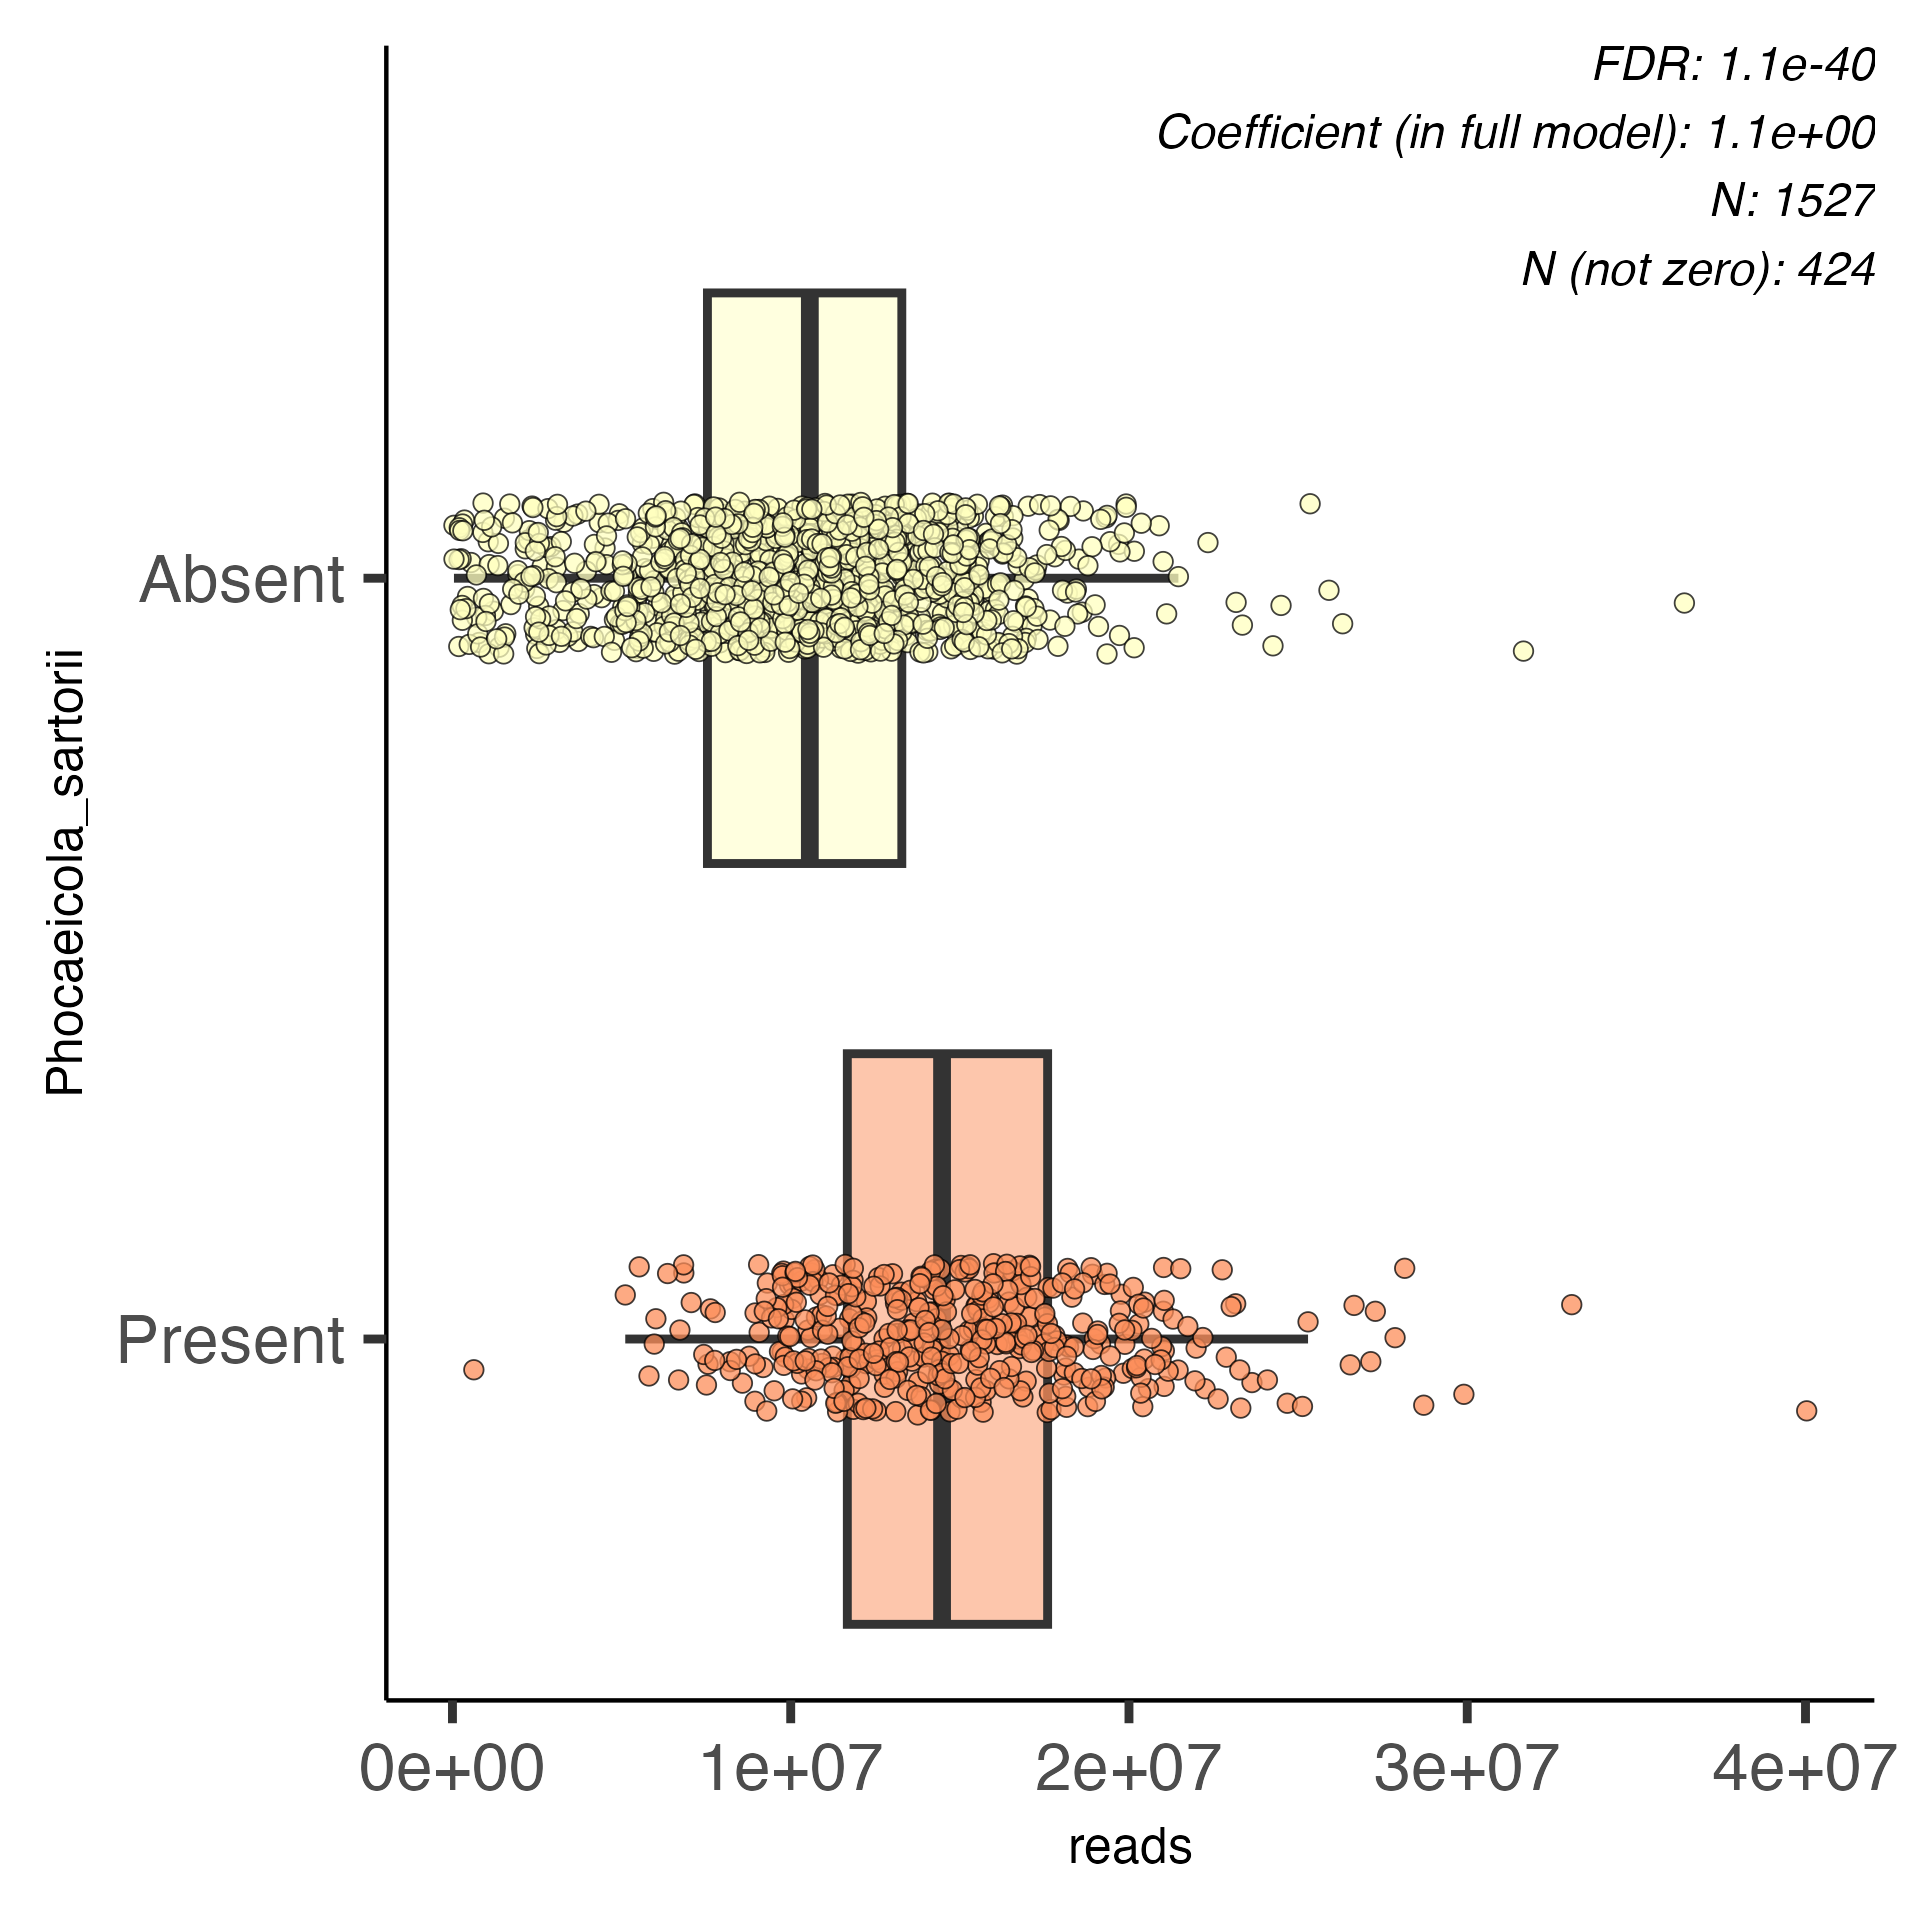 FDR: 1.1e-40
Coefficient (in full model): 1.1e+00
N: 1527
N (not zero): 424
Phocaeicola_sartorii
Absent
Present
0e+00 1e+07 2e+07 3e+07 4e+07
reads